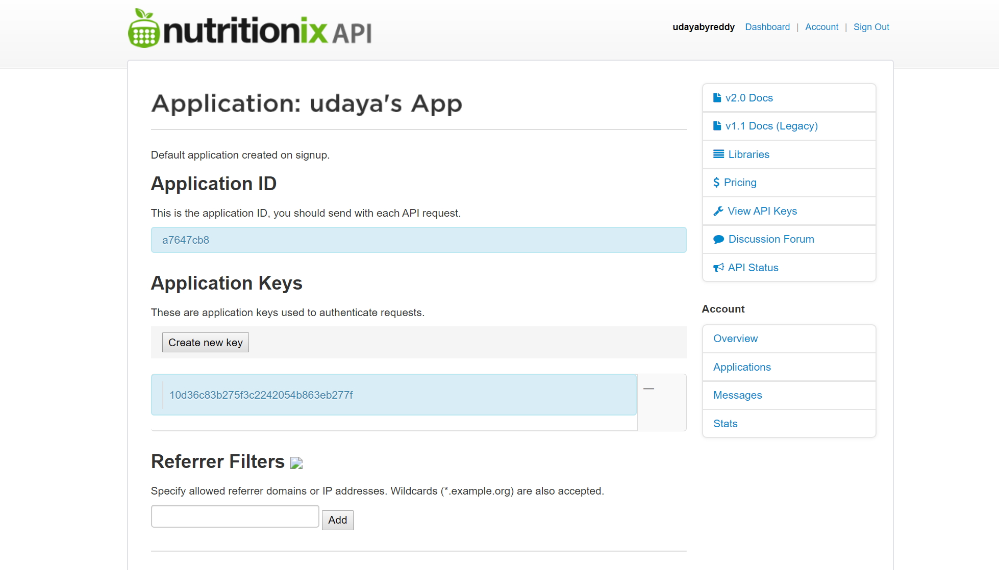 nutritionix API
udayabyreddy Dashboard | Account | Sign Out
Application: udaya's App
Default application created on signup.
Application ID
This is the application ID, you should send with each API request.
a7647cb8
Application Keys
These are application keys used to authenticate requests.
Create new key
10d36c83b275f3c2242054b863eb277f
—
Referrer Filters
Specify allowed referrer domains or IP addresses. Wildcards (*.example.org) are also accepted.
Add
v2.0 Docs
v1.1 Docs (Legacy)
Libraries
$ Pricing
View API Keys
Discussion Forum
API Status
Account
Overview
Applications
Messages
Stats